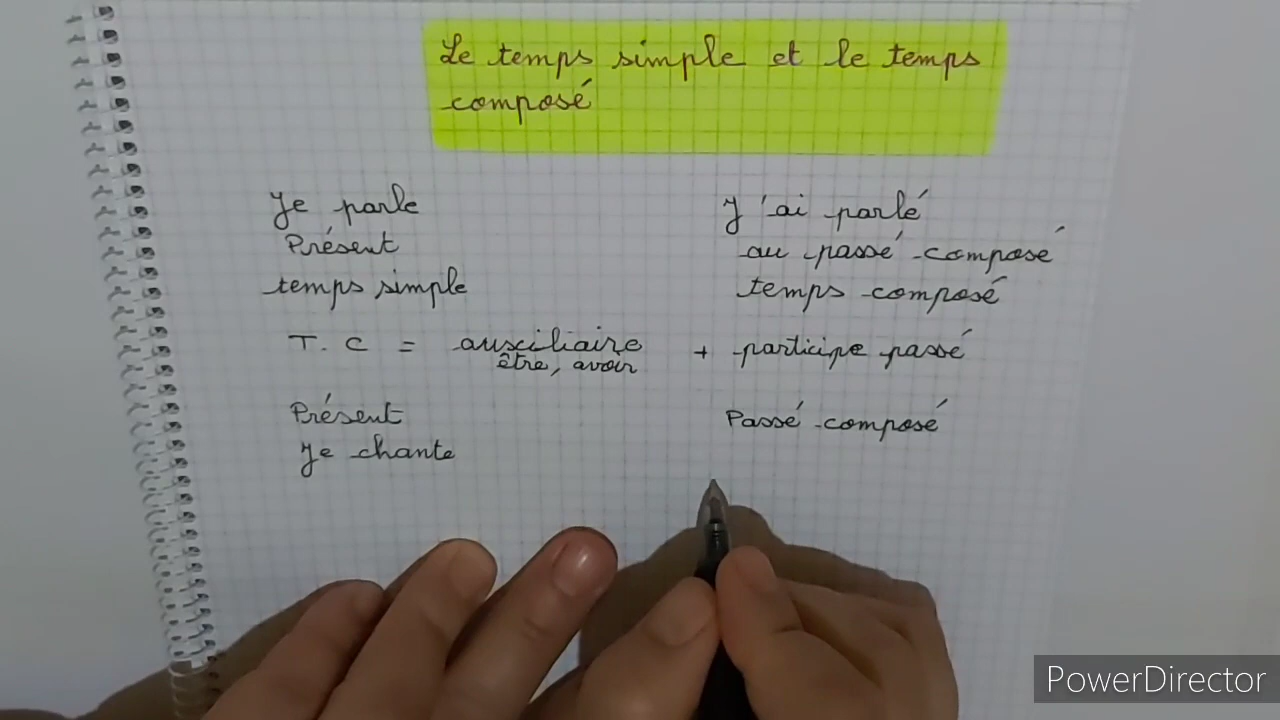 Le temps simple et le temps
composé
Je parle
J'ai parlé
Présent
au passé composé
temps simple
temps composé
T.C = auxiliaire + participe passé
être, avoir
Présent
Passé composé
Je chante
PowerDirector